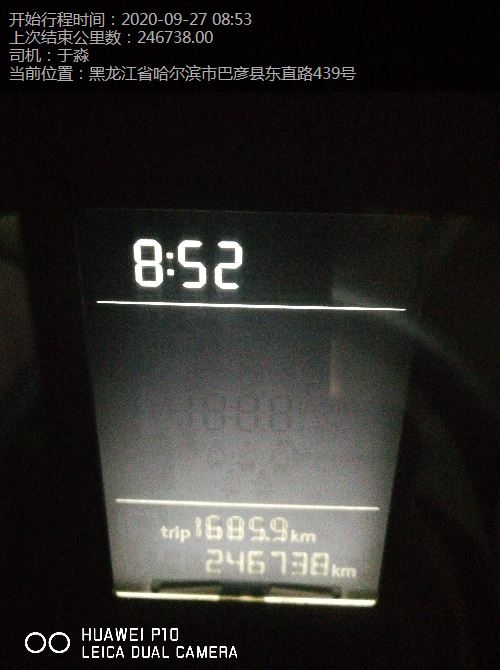 开始行程时间：2020-09-27 08:53
上次结束公里数：246738.00
司机：于淼
当前位置：黑龙江省哈尔滨市巴彦县东直路439号
8:52
trip 1685.9 km
246738 km
HUAWEI P10
LEICA DUAL CAMERA